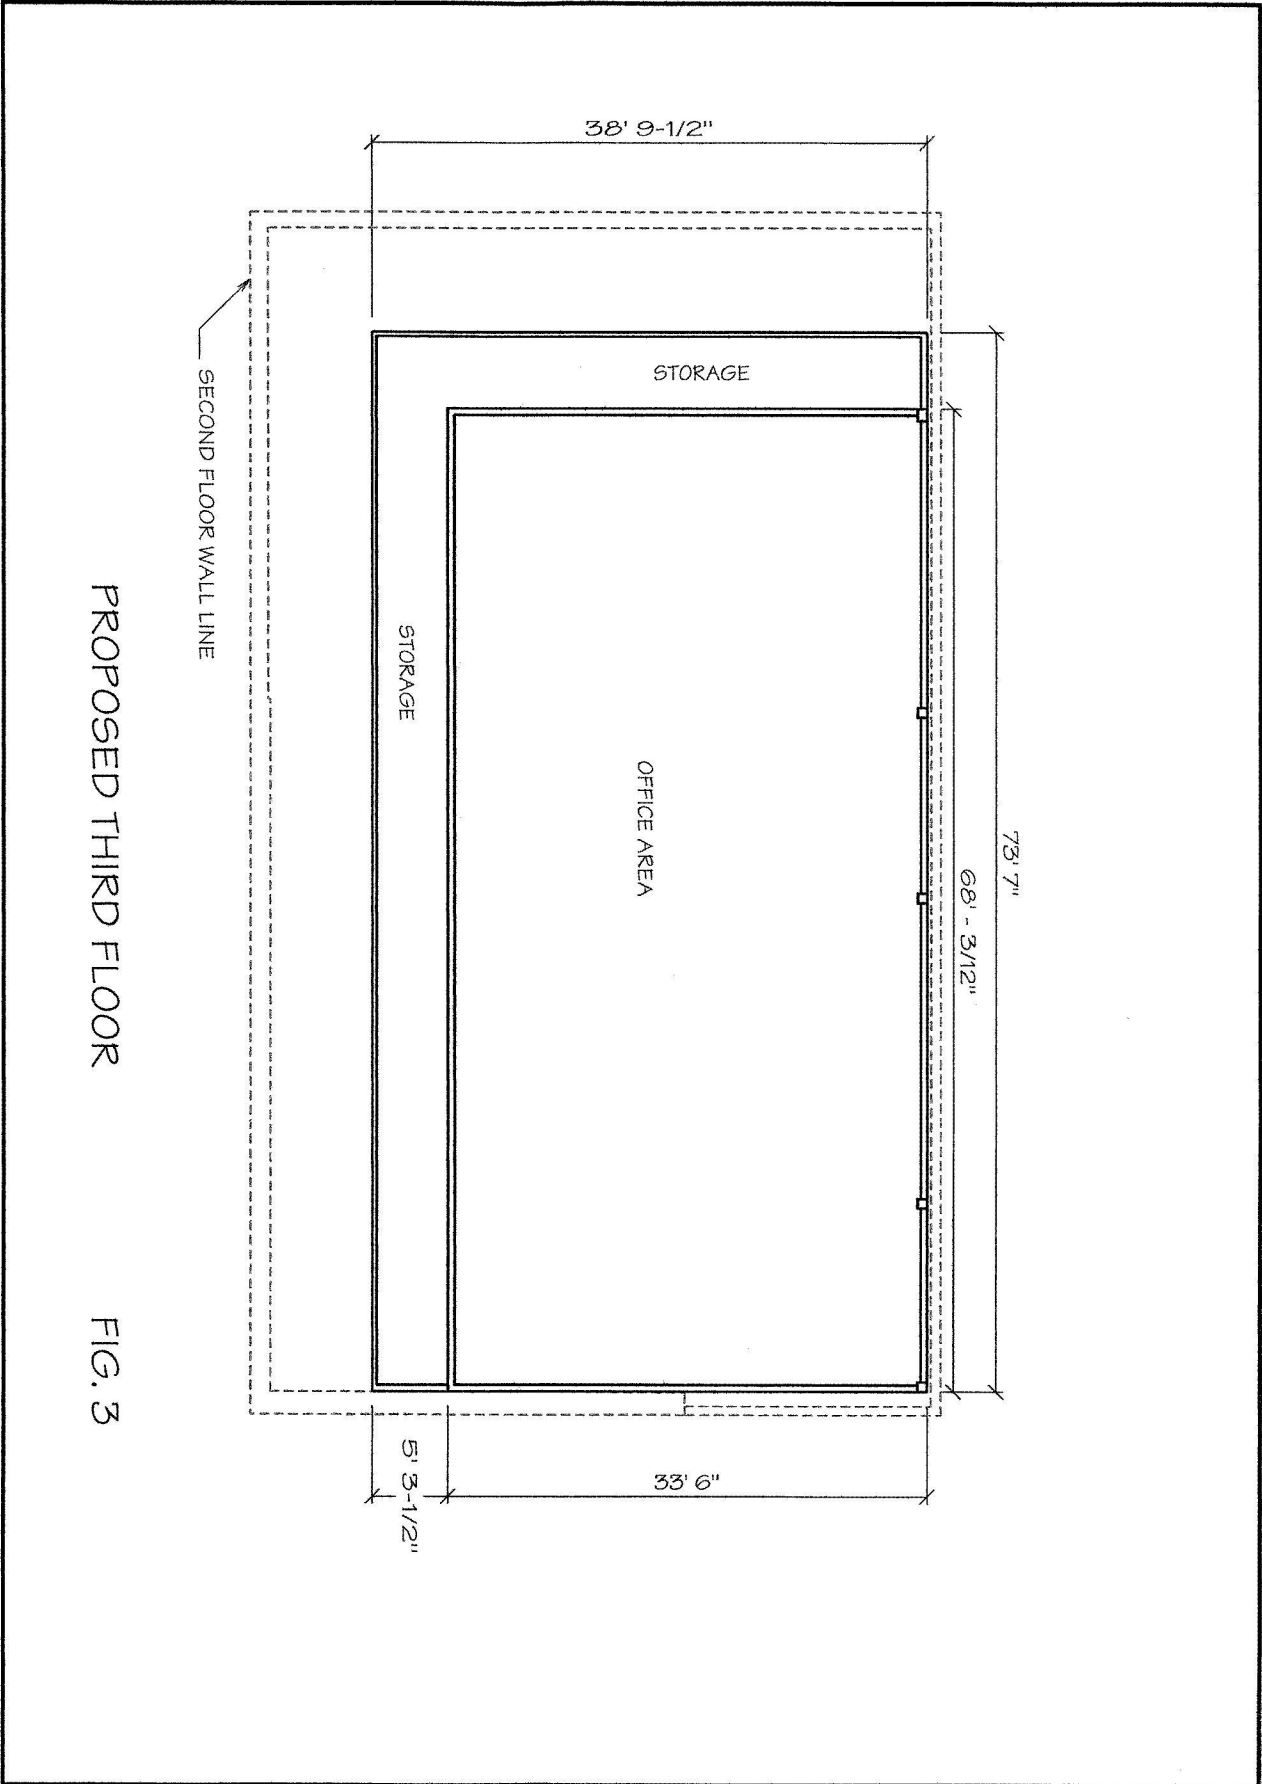 73' 7"
68' - 3/12"
38' 9-1/2"
STORAGE
OFFICE AREA
33' 6"
STORAGE
5' 3-1/2"
SECOND FLOOR WALL LINE
PROPOSED THIRD FLOOR
FIG. 3